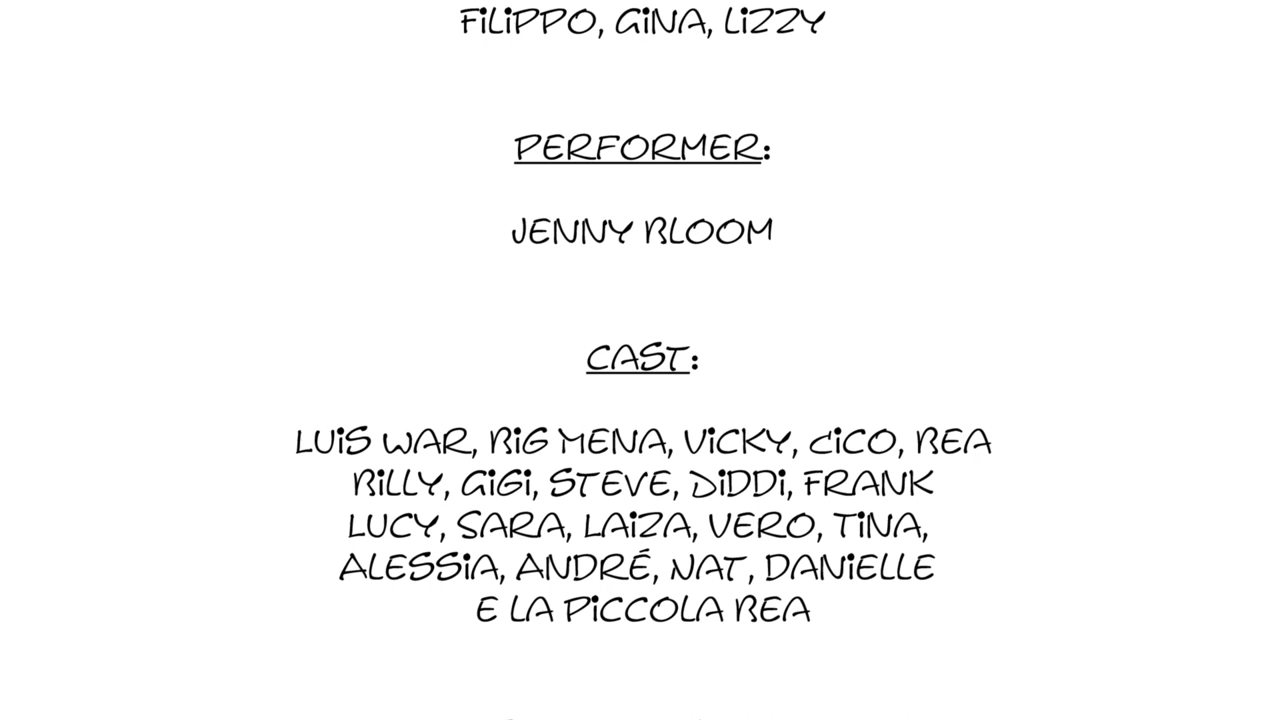 FiLiPPO, GiNA, LiZZY
PERFORMER:
JENNY BLOOM
CAST:
LUiS WAR, BiG MENA, ViCKY, CiCO, BEA
BiLLY, GiGi, STEVE, DiDDi, FRANK
LUCY, SARA, LAiZA, VERO, TiNA,
ALESSiA, ANDRÉ, NAT, DANiELLE
E LA PiCCOLA BEA